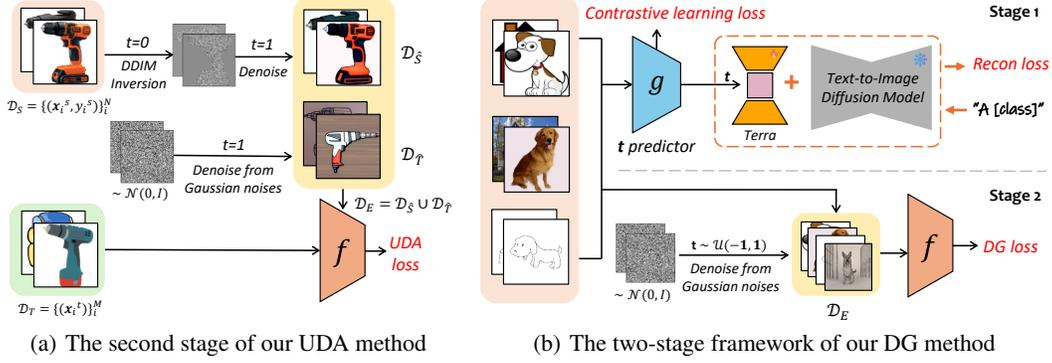 t=0
DDIM
Inversion
t=1
Denoise
𝒟_Ŝ
𝒟_S = {(x_i^s, y_i^s)}_i^N
t=1
Denoise from
Gaussian noises
~ 𝒩(0, I)
𝒟_T̂
𝒟_E = 𝒟_Ŝ ∪ 𝒟_T̂
f
UDA
loss
𝒟_T = {(x_i^t)}_i^M
(a) The second stage of our UDA method
Contrastive learning loss
Stage 1
g
t
+
Text-to-Image
Diffusion Model
Recon loss
"A [class]"
t predictor
Terra
Stage 2
t ~ 𝒰(−1, 1)
Denoise from
Gaussian noises
~ 𝒩(0, I)
𝒟_E
f
DG loss
(b) The two-stage framework of our DG method